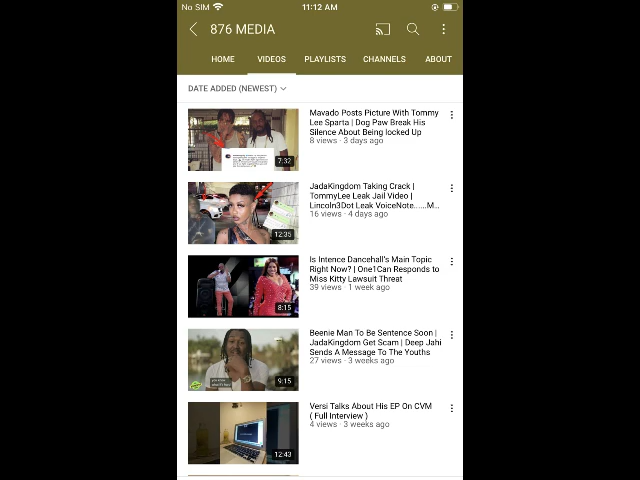 No SIM 11:12 AM
876 MEDIA
HOME VIDEOS PLAYLISTS CHANNELS ABOUT
DATE ADDED (NEWEST)
Mavado Posts Picture With Tommy
Lee Sparta | Dog Paw Break His
Silence About Being locked Up
8 views · 3 days ago
7:32
JadaKingdom Taking Crack |
TommyLee Leak Jail Video |
Lincoln3Dot Leak VoiceNote......M...
16 views · 4 days ago
12:35
Is Intence Dancehall's Main Topic
Right Now? | One1Can Responds to
Miss Kitty Lawsuit Threat
39 views · 1 week ago
8:15
Beenie Man To Be Sentence Soon |
JadaKingdom Get Scam | Deep Jahi
Sends A Message To The Youths
27 views · 3 weeks ago
9:15
Versi Talks About His EP On CVM
( Full Interview )
4 views · 3 weeks ago
12:43